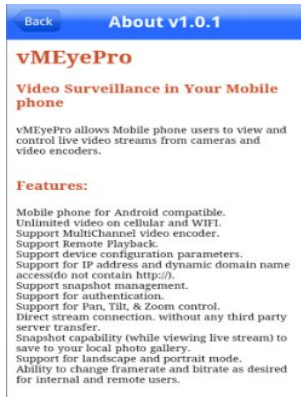 Back
About v1.0.1
vMEyePro
Video Surveillance in Your Mobile
phone
vMEyePro allows Mobile phone users to view and
control live video streams from cameras and
video encoders.
Features:
Mobile phone for Android compatible.
Unlimited video on cellular and WIFI.
Support MultiChannel video encoder.
Support Remote Playback.
Support device configuration parameters.
Support for IP address and dynamic domain name
access(do not contain http://).
Support snapshot management.
Support for authentication.
Support for Pan, Tilt, & Zoom control.
Direct stream connection. without any third party
server transfer.
Snapshot capability (while viewing live stream) to
save to your local photo gallery.
Support for landscape and portrait mode.
Ability to change framerate and bitrate as desired
for internal and remote users.